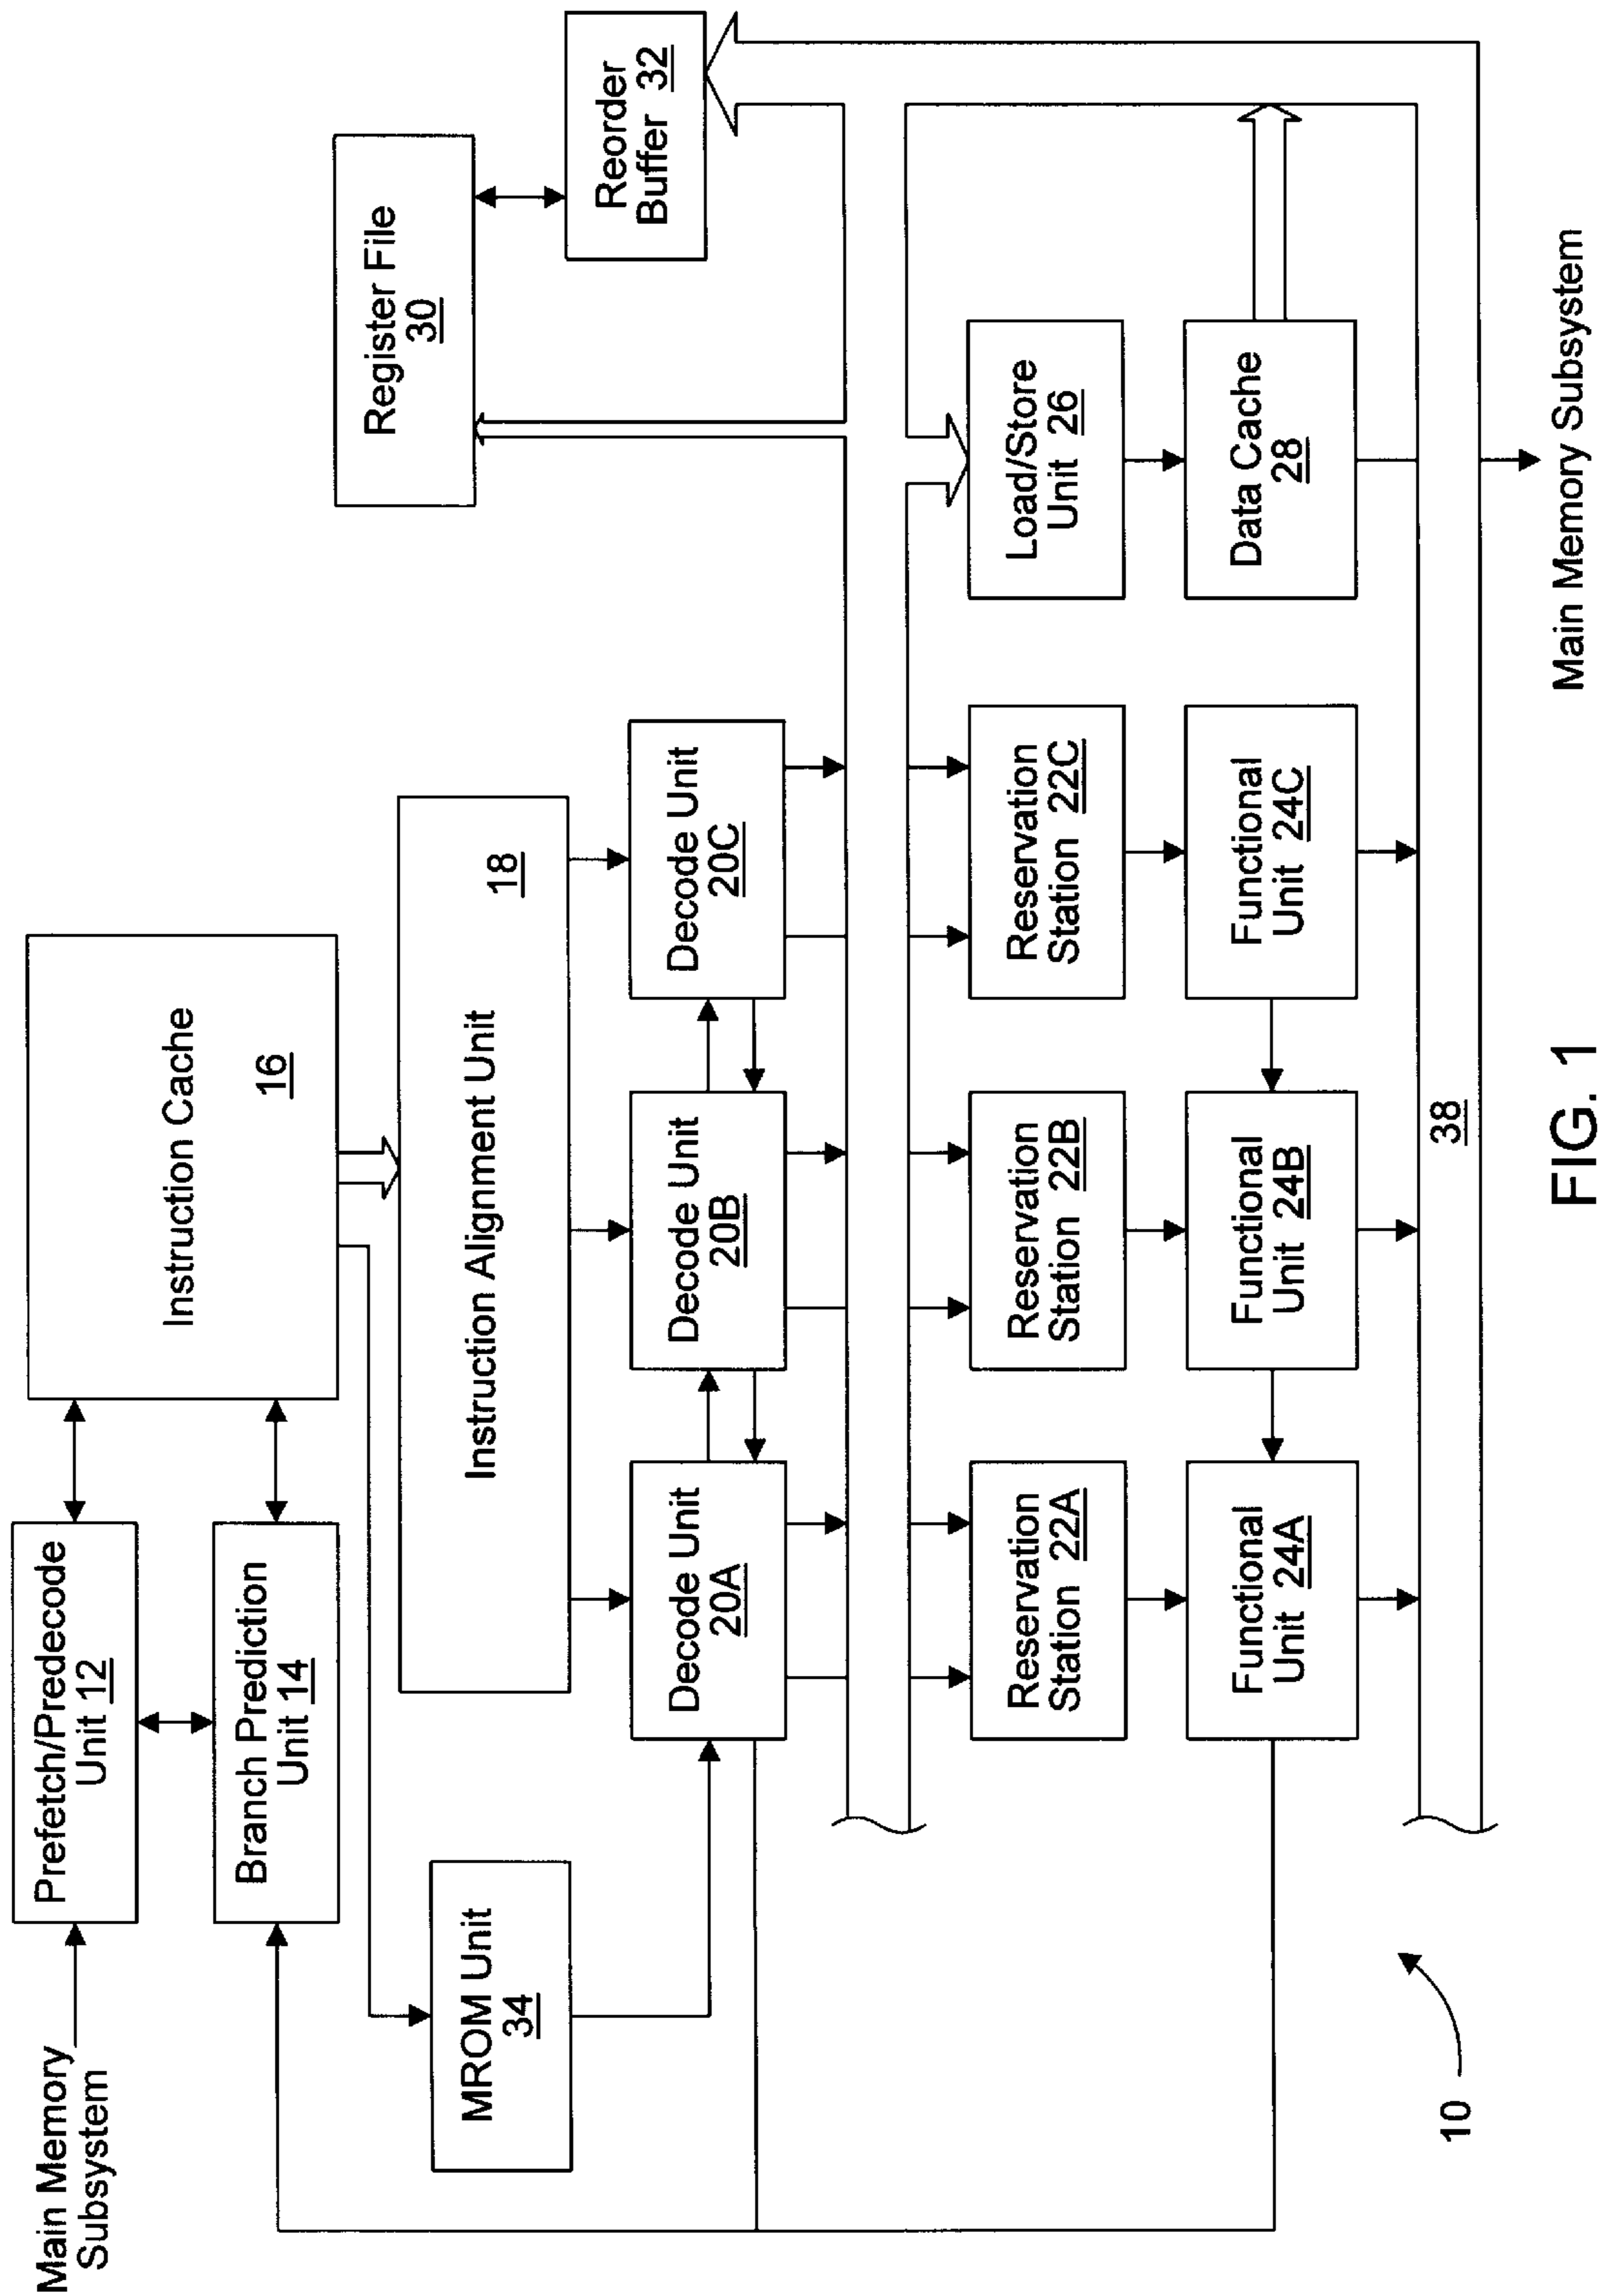 Main Memory
Subsystem
Prefetch/Predecode
Unit 12
Branch Prediction
Unit 14
Instruction Cache
16
Register File
30
Reorder
Buffer 32
MROM Unit
34
Instruction Alignment Unit
18
Decode Unit
20A
Decode Unit
20B
Decode Unit
20C
Reservation
Station 22A
Reservation
Station 22B
Reservation
Station 22C
Load/Store
Unit 26
Functional
Unit 24A
Functional
Unit 24B
Functional
Unit 24C
Data Cache
28
38
10
Main Memory Subsystem
FIG. 1